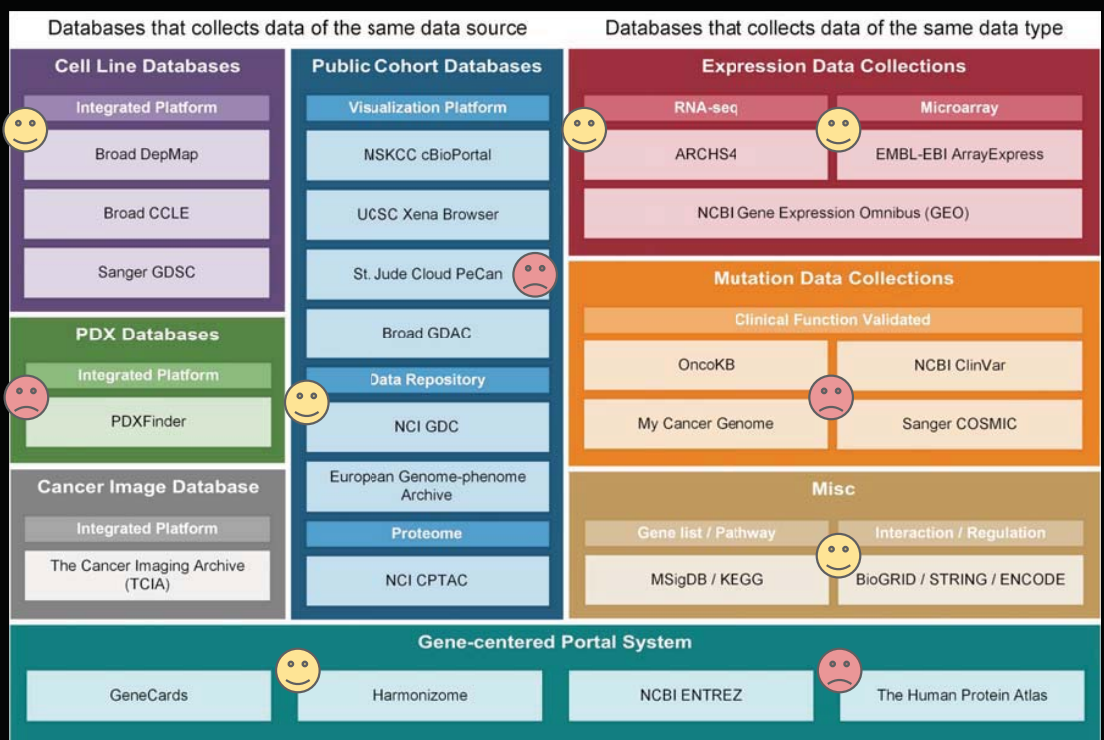 Databases that collects data of the same data source
Databases that collects data of the same data type
Cell Line Databases
Integrated Platform
Broad DepMap
Broad CCLE
Sanger GDSC
PDX Databases
Integrated Platform
PDXFinder
Cancer Image Database
Integrated Platform
The Cancer Imaging Archive
(TCIA)
Public Cohort Databases
Visualization Platform
NSKCC cBioPortal
UCSC Xena Browser
St. Jude Cloud PeCan
Broad GDAC
Data Repository
NCI GDC
European Genome-phenome
Archive
Proteome
NCI CPTAC
Expression Data Collections
RNA-seq
Microarray
ARCHS4
EMBL-EBI ArrayExpress
NCBI Gene Expression Omnibus (GEO)
Mutation Data Collections
Clinical Function Validated
OncoKB
NCBI ClinVar
My Cancer Genome
Sanger COSMIC
Misc
Gene list / Pathway
Interaction / Regulation
MSigDB / KEGG
BioGRID / STRING / ENCODE
Gene-centered Portal System
GeneCards
Harmonizome
NCBI ENTREZ
The Human Protein Atlas